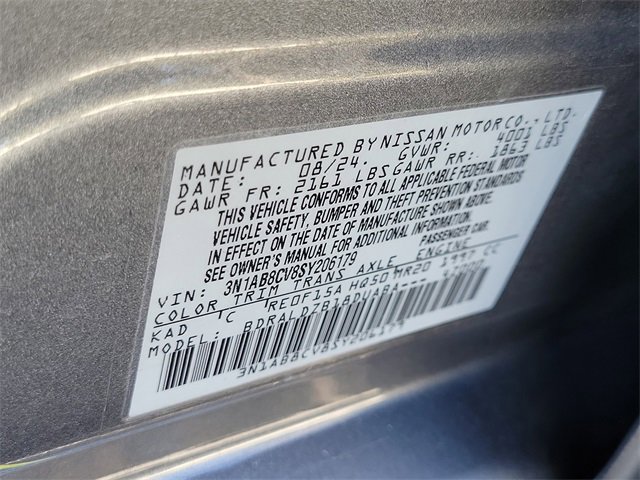 MANUFACTURED BY NISSAN MOTOR CO., LTD.
DATE: 08/24. GVWR: 4001 LBS
GAWR FR: 2161 LBS GAWR RR: 1863 LBS
THIS VEHICLE CONFORMS TO ALL APPLICABLE FEDERAL MOTOR
VEHICLE SAFETY, BUMPER AND THEFT PREVENTION STANDARDS
IN EFFECT ON THE DATE OF MANUFACTURE SHOWN ABOVE.
SEE OWNER'S MANUAL FOR ADDITIONAL INFORMATION.
VIN: 3N1AB8CV8SY206179 PASSENGER CAR
COLOR TRIM TRANS AXLE ENGINE
KAD C RE0F15A HQ50 MR20 1997 CC
MODEL: BDRALDZB18DUABA---
3N1AB8CV8SY206179